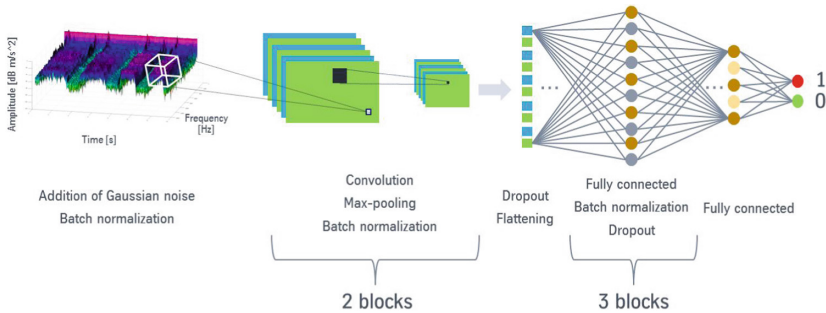 Amplitude [dB m/s^2]
Time [s]
Frequency
[Hz]
...
...
1
0
Addition of Gaussian noise
Batch normalization
Convolution
Max-pooling
Batch normalization
Dropout
Flattening
Fully connected
Batch normalization
Dropout
Fully connected
2 blocks
3 blocks